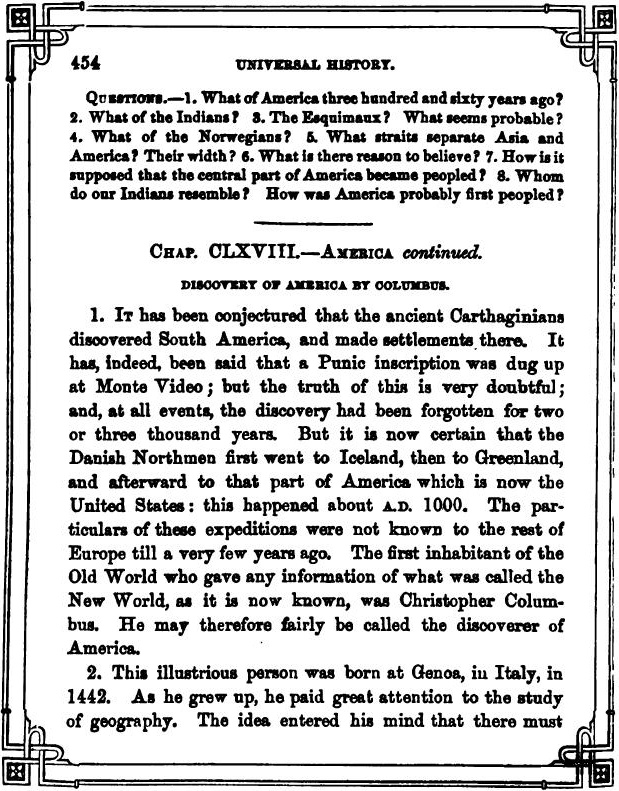 454 UNIVERSAL HISTORY.
QUESTIONS.—1. What of America three hundred and sixty years ago?
2. What of the Indians? 3. The Esquimaux? What seems probable?
4. What of the Norwegians? 5. What straits separate Asia and
America? Their width? 6. What is there reason to believe? 7. How is it
supposed that the central part of America became peopled? 8. Whom
do our Indians resemble? How was America probably first peopled?
CHAP. CLXVIII.—AMERICA continued.
DISCOVERY OF AMERICA BY COLUMBUS.
1. IT has been conjectured that the ancient Carthaginians
discovered South America, and made settlements there. It
has, indeed, been said that a Punic inscription was dug up
at Monte Video; but the truth of this is very doubtful;
and, at all events, the discovery had been forgotten for two
or three thousand years. But it is now certain that the
Danish Northmen first went to Iceland, then to Greenland,
and afterward to that part of America which is now the
United States: this happened about A.D. 1000. The par-
ticulars of these expeditions were not known to the rest of
Europe till a very few years ago. The first inhabitant of the
Old World who gave any information of what was called the
New World, as it is now known, was Christopher Colum-
bus. He may therefore fairly be called the discoverer of
America.
2. This illustrious person was born at Genoa, in Italy, in
1442. As he grew up, he paid great attention to the study
of geography. The idea entered his mind that there must